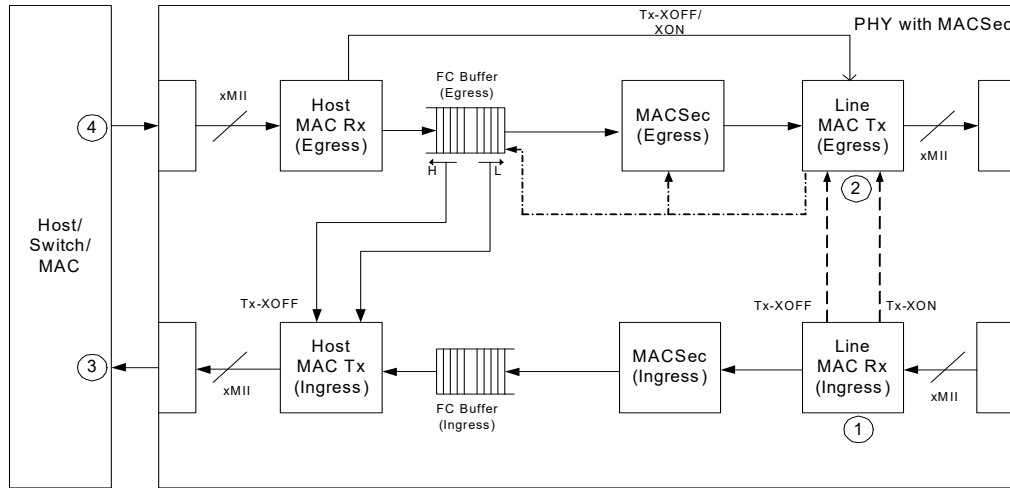 Tx-XOFF/
XON
PHY with MACSec
xMII
Host
MAC Rx
(Egress)
FC Buffer
(Egress)
MACSec
(Egress)
Line
MAC Tx
(Egress)
xMII
4
H
L
2
Host/
Switch/
MAC
Tx-XOFF
Tx-XOFF
Tx-XON
3
xMII
Host
MAC Tx
(Ingress)
FC Buffer
(Ingress)
MACSec
(Ingress)
Line
MAC Rx
(Ingress)
xMII
1